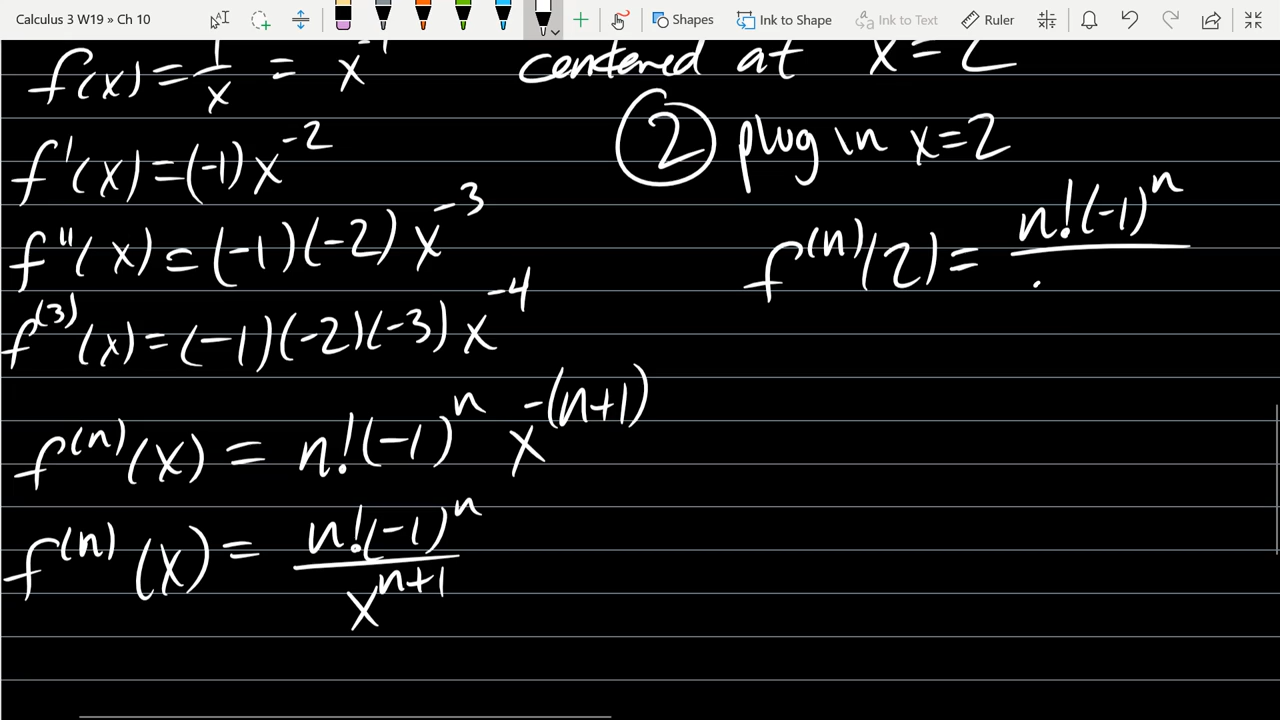 Calculus 3 W19 » Ch 10
Shapes
Ink to Shape
Ink to Text
Ruler
f(x) = 1/x = x^-1
centered at x = 2
② plug in x=2
f'(x) = (-1)x^-2
f"(x) = (-1)(-2) x^-3
f^(n)(2) = n!(-1)^n
f^(3)(x) = (-1)(-2)(-3) x^-4
f^(n)(x) = n!(-1)^n x^-(n+1)
f^(n)(x) = n!(-1)^n / x^n+1